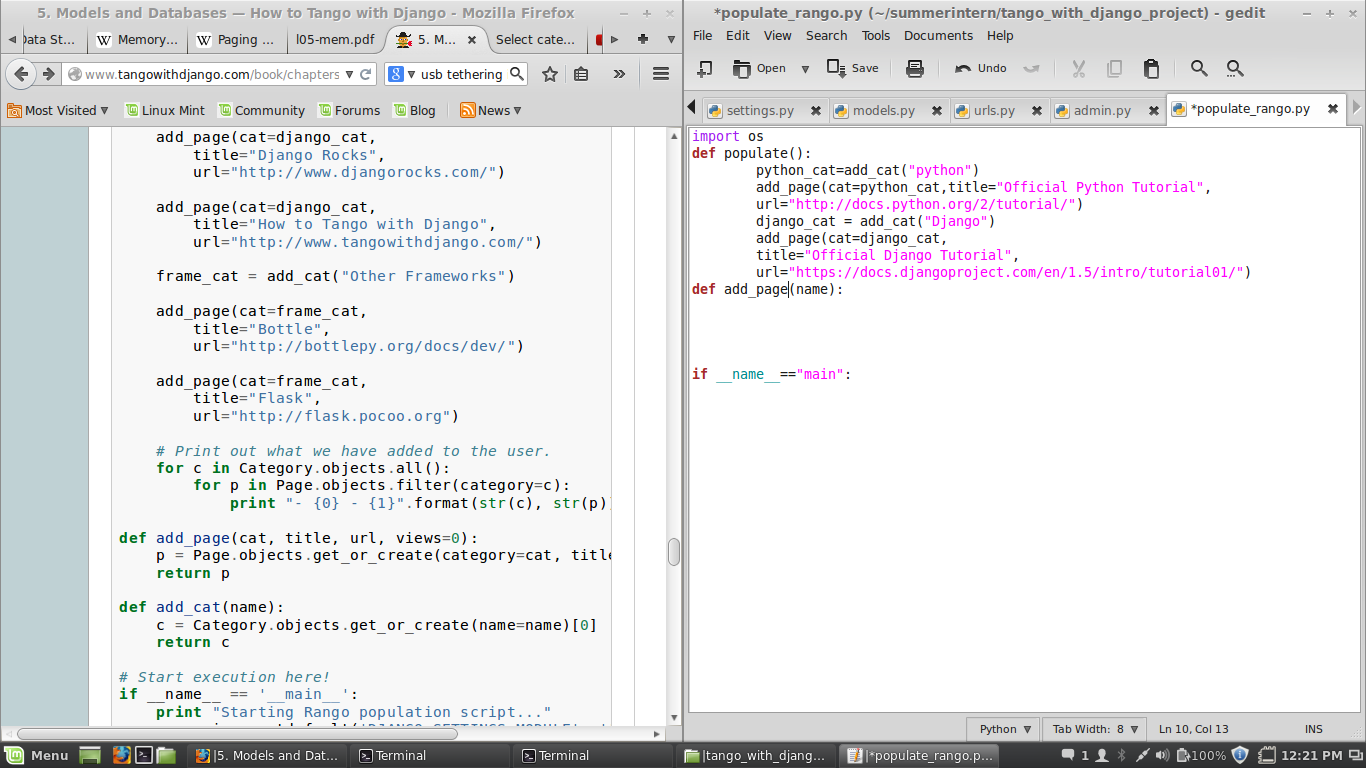 5. Models and Databases — How to Tango with Django - Mozilla Firefox
Data St...
Memory...
Paging ...
l05-mem.pdf
5. M...
Select cate...
www.tangowithdjango.com/book/chapters
usb tethering
Most Visited
Linux Mint
Community
Forums
Blog
News
add_page(cat=django_cat,
title="Django Rocks",
url="http://www.djangorocks.com/")
add_page(cat=django_cat,
title="How to Tango with Django",
url="http://www.tangowithdjango.com/")
frame_cat = add_cat("Other Frameworks")
add_page(cat=frame_cat,
title="Bottle",
url="http://bottlepy.org/docs/dev/")
add_page(cat=frame_cat,
title="Flask",
url="http://flask.pocoo.org")
# Print out what we have added to the user.
for c in Category.objects.all():
for p in Page.objects.filter(category=c):
print "- {0} - {1}".format(str(c), str(p))
def add_page(cat, title, url, views=0):
p = Page.objects.get_or_create(category=cat, title
return p
def add_cat(name):
c = Category.objects.get_or_create(name=name)[0]
return c
# Start execution here!
if __name__ == '__main__':
print "Starting Rango population script..."
*populate_rango.py (~/summerintern/tango_with_django_project) - gedit
File Edit View Search Tools Documents Help
Open Save Undo
settings.py
models.py
urls.py
admin.py
*populate_rango.py
import os
def populate():
python_cat=add_cat("python")
add_page(cat=python_cat,title="Official Python Tutorial",
url="http://docs.python.org/2/tutorial/")
django_cat = add_cat("Django")
add_page(cat=django_cat,
title="Official Django Tutorial",
url="https://docs.djangoproject.com/en/1.5/intro/tutorial01/")
def add_page(name):
if __name__=="main":
Python
Tab Width: 8
Ln 10, Col 13
INS
Menu
|5. Models and Dat...
Terminal
Terminal
|tango_with_djang...
|*populate_rango.p...
1
100%
12:21 PM